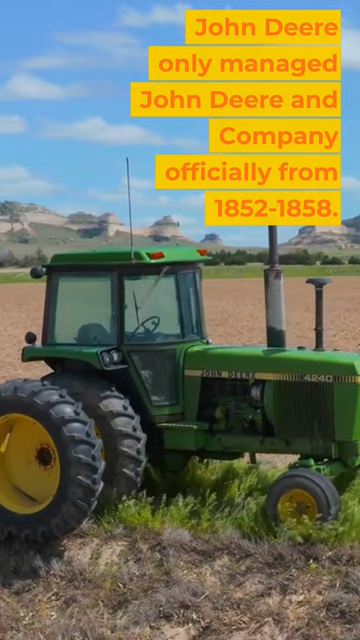 John Deere
only managed
John Deere and
Company
officially from
1852-1858.
JOHN DEERE
4240